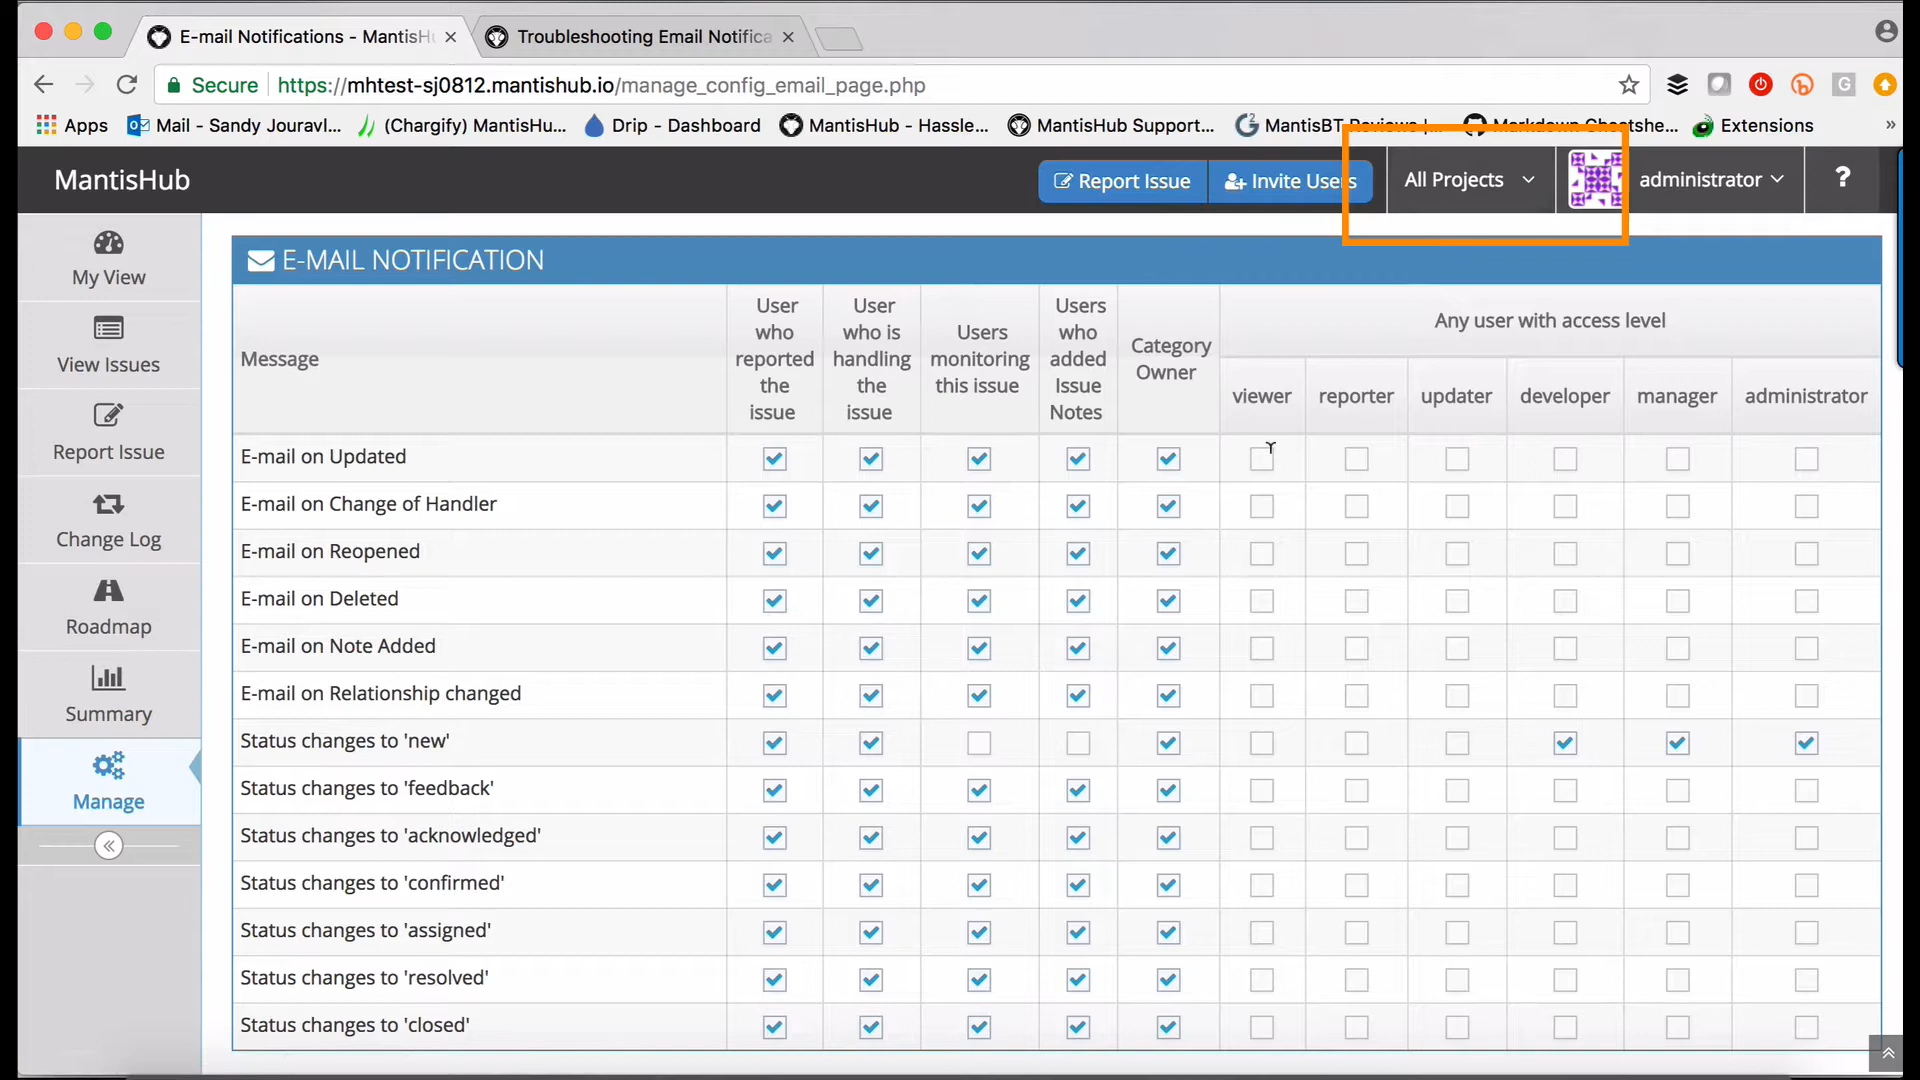 E-mail Notifications - MantisH
Troubleshooting Email Notifica
Secure https://mhtest-sj0812.mantishub.io/manage_config_email_page.php
G
Apps Mail - Sandy Jouravl... (Chargify) MantisHu... Drip - Dashboard MantisHub - Hassle... MantisHub Support... MantisBT Reviews |... Markdown Cheatshe... Extensions »
MantisHub
Report Issue Invite Users All Projects administrator ?
My View
View Issues
Report Issue
Change Log
Roadmap
Summary
Manage
E-MAIL NOTIFICATION
Message
User who reported the issue
User who is handling the issue
Users monitoring this issue
Users who added Issue Notes
Category Owner
Any user with access level
viewer reporter updater developer manager administrator
E-mail on Updated
E-mail on Change of Handler
E-mail on Reopened
E-mail on Deleted
E-mail on Note Added
E-mail on Relationship changed
Status changes to 'new'
Status changes to 'feedback'
Status changes to 'acknowledged'
Status changes to 'confirmed'
Status changes to 'assigned'
Status changes to 'resolved'
Status changes to 'closed'